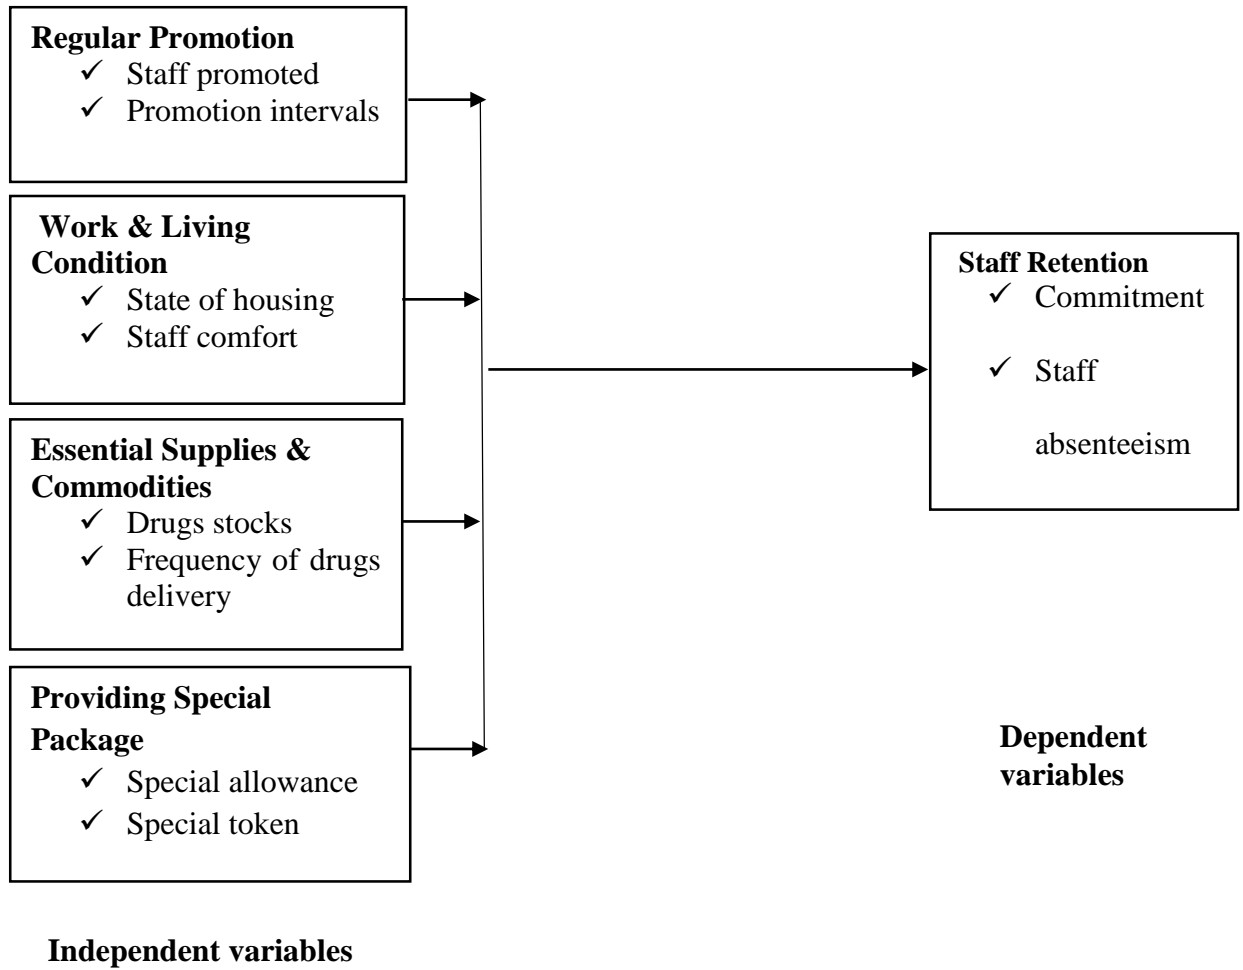 Regular Promotion
✓ Staff promoted
✓ Promotion intervals
Work & Living
Condition
✓ State of housing
✓ Staff comfort
Essential Supplies &
Commodities
✓ Drugs stocks
✓ Frequency of drugs
delivery
Providing Special
Package
✓ Special allowance
✓ Special token
Independent variables
Staff Retention
✓ Commitment
✓ Staff
absenteeism
Dependent
variables